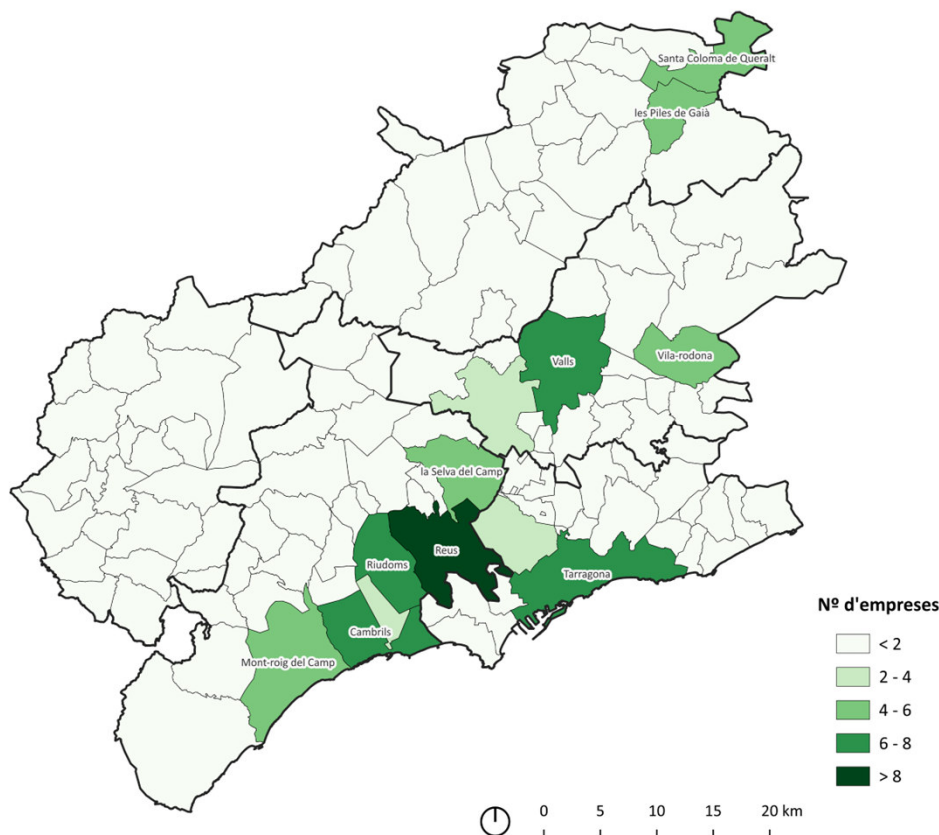 Santa Coloma de Queralt
les Piles de Gaià
Valls
Vila-rodona
la Selva del Camp
Reus
Riudoms
Tarragona
Cambrils
Mont-roig del Camp
Nº d'empreses
< 2
2 - 4
4 - 6
6 - 8
> 8
0 5 10 15 20 km